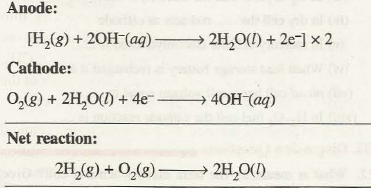 Anode:
[H₂(g) + 2OH⁻(aq) ⟶ 2H₂O(l) + 2e⁻] × 2
Cathode:
O₂(g) + 2H₂O(l) + 4e⁻ ⟶ 4OH⁻(aq)
Net reaction:
2H₂(g) + O₂(g) ⟶ 2H₂O(l)